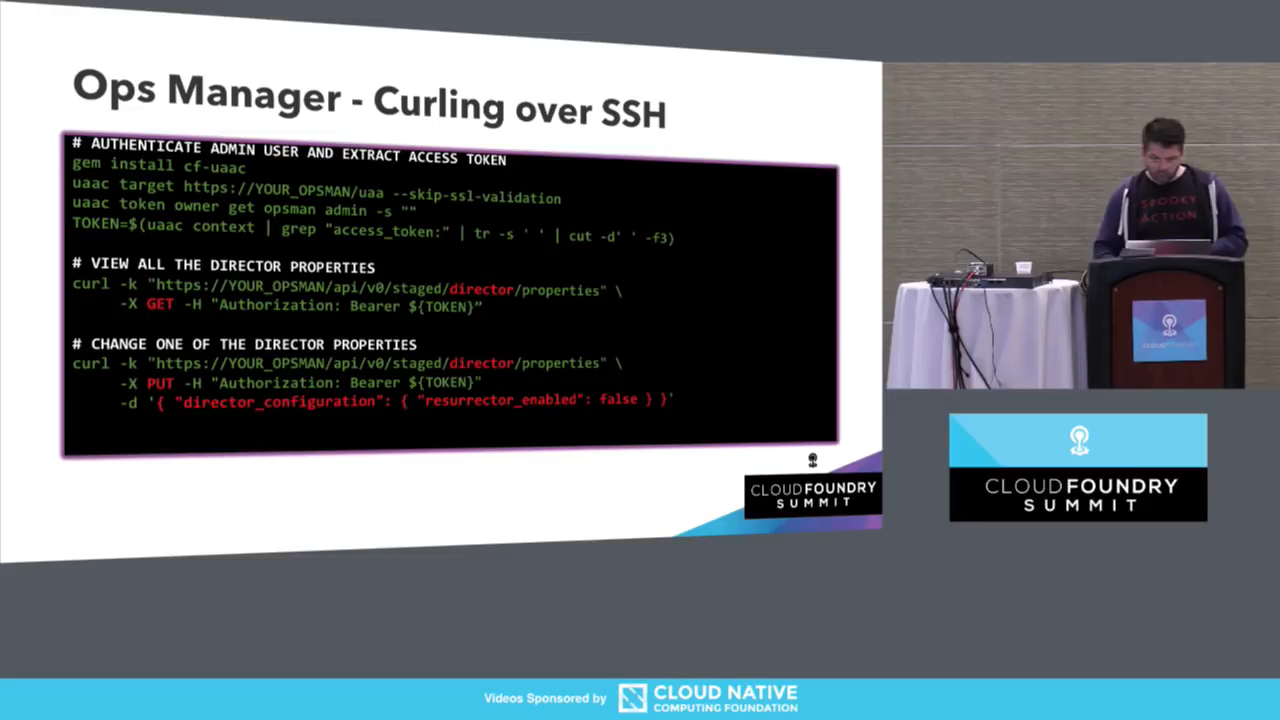 Ops Manager - Curling over SSH
# AUTHENTICATE ADMIN USER AND EXTRACT ACCESS TOKEN
gem install cf-uaac
uaac target https://YOUR_OPSMAN/uaa --skip-ssl-validation
uaac token owner get opsman admin -s ""
TOKEN=$(uaac context | grep "access_token:" | tr -s ' ' | cut -d' ' -f3)
# VIEW ALL THE DIRECTOR PROPERTIES
curl -k "https://YOUR_OPSMAN/api/v0/staged/director/properties" \
-X GET -H "Authorization: Bearer ${TOKEN}”
# CHANGE ONE OF THE DIRECTOR PROPERTIES
curl -k "https://YOUR_OPSMAN/api/v0/staged/director/properties" \
-X PUT -H "Authorization: Bearer ${TOKEN}"
-d '{ "director_configuration": { "resurrector_enabled": false } }'
CLOUDFOUNDRY
SUMMIT
SPOOKY
ACTION
CLOUDFOUNDRY
SUMMIT
Videos Sponsored by
CLOUD NATIVE
COMPUTING FOUNDATION